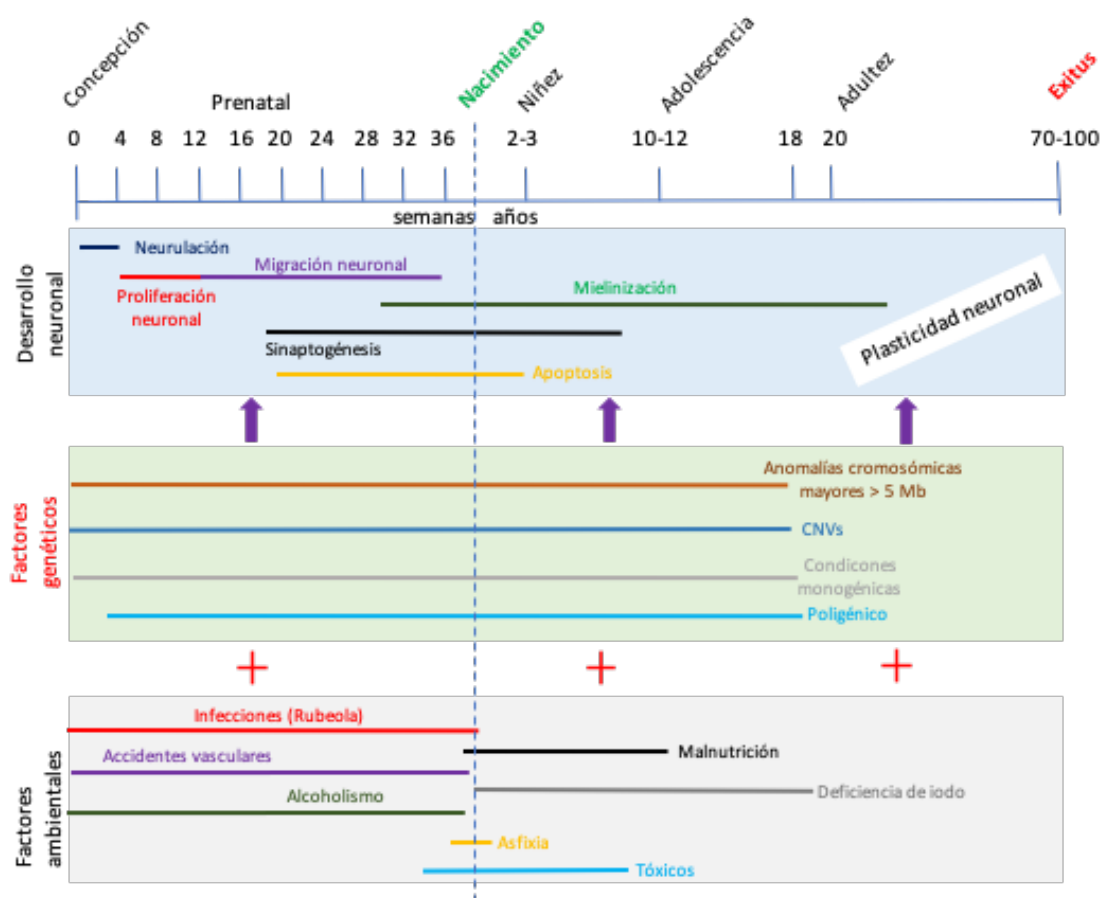 Concepción
Prenatal
Nacimiento
Niñez
Adolescencia
Adultez
Exitus
0 4 8 12 16 20 24 28 32 36 2-3 10-12 18 20 70-100
semanas años
Desarrollo
neuronal
Neurulación
Migración neuronal
Proliferación
neuronal
Mielinización
Sinaptogénesis
Apoptosis
Plasticidad neuronal
Factores
genéticos
Anomalías cromosómicas
mayores > 5 Mb
CNVs
Condicones
monogénicas
Poligénico
Factores
ambientales
Infecciones (Rubeola)
Malnutrición
Accidentes vasculares
Deficiencia de iodo
Alcoholismo
Asfixia
Tóxicos